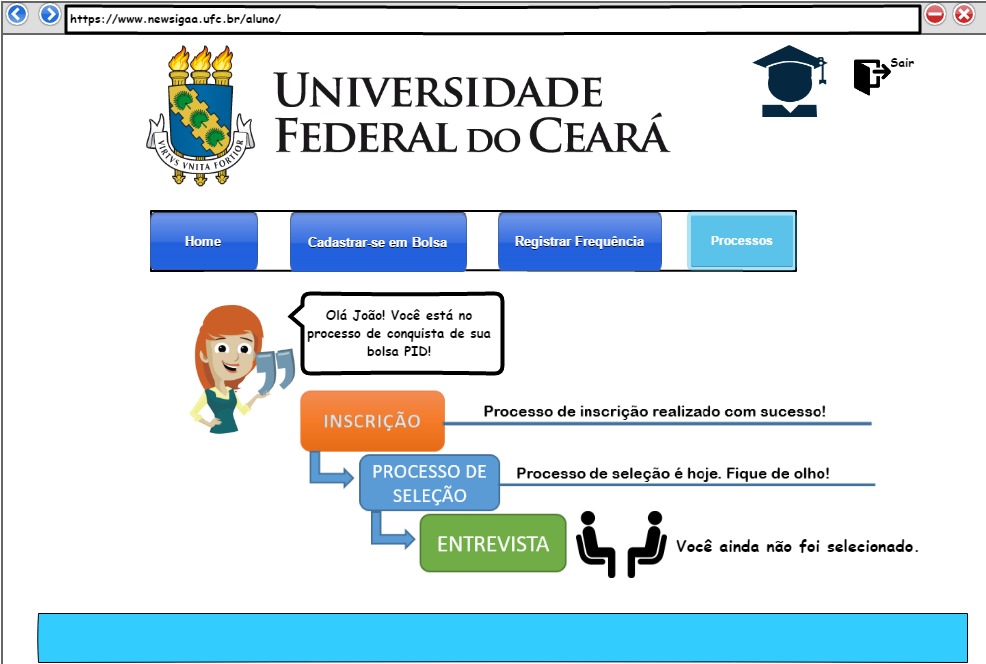 https://www.newsigaa.ufc.br/aluno/
Sair
UNIVERSIDADE
FEDERAL DO CEARÁ
VIRTVS VNITA FORTIOR
Home
Cadastrar-se em Bolsa
Registrar Frequência
Processos
Olá João! Você está no
processo de conquista de sua
bolsa PID!
INSCRIÇÃO
Processo de inscrição realizado com sucesso!
PROCESSO DE
SELEÇÃO
Processo de seleção é hoje. Fique de olho!
ENTREVISTA
Você ainda não foi selecionado.